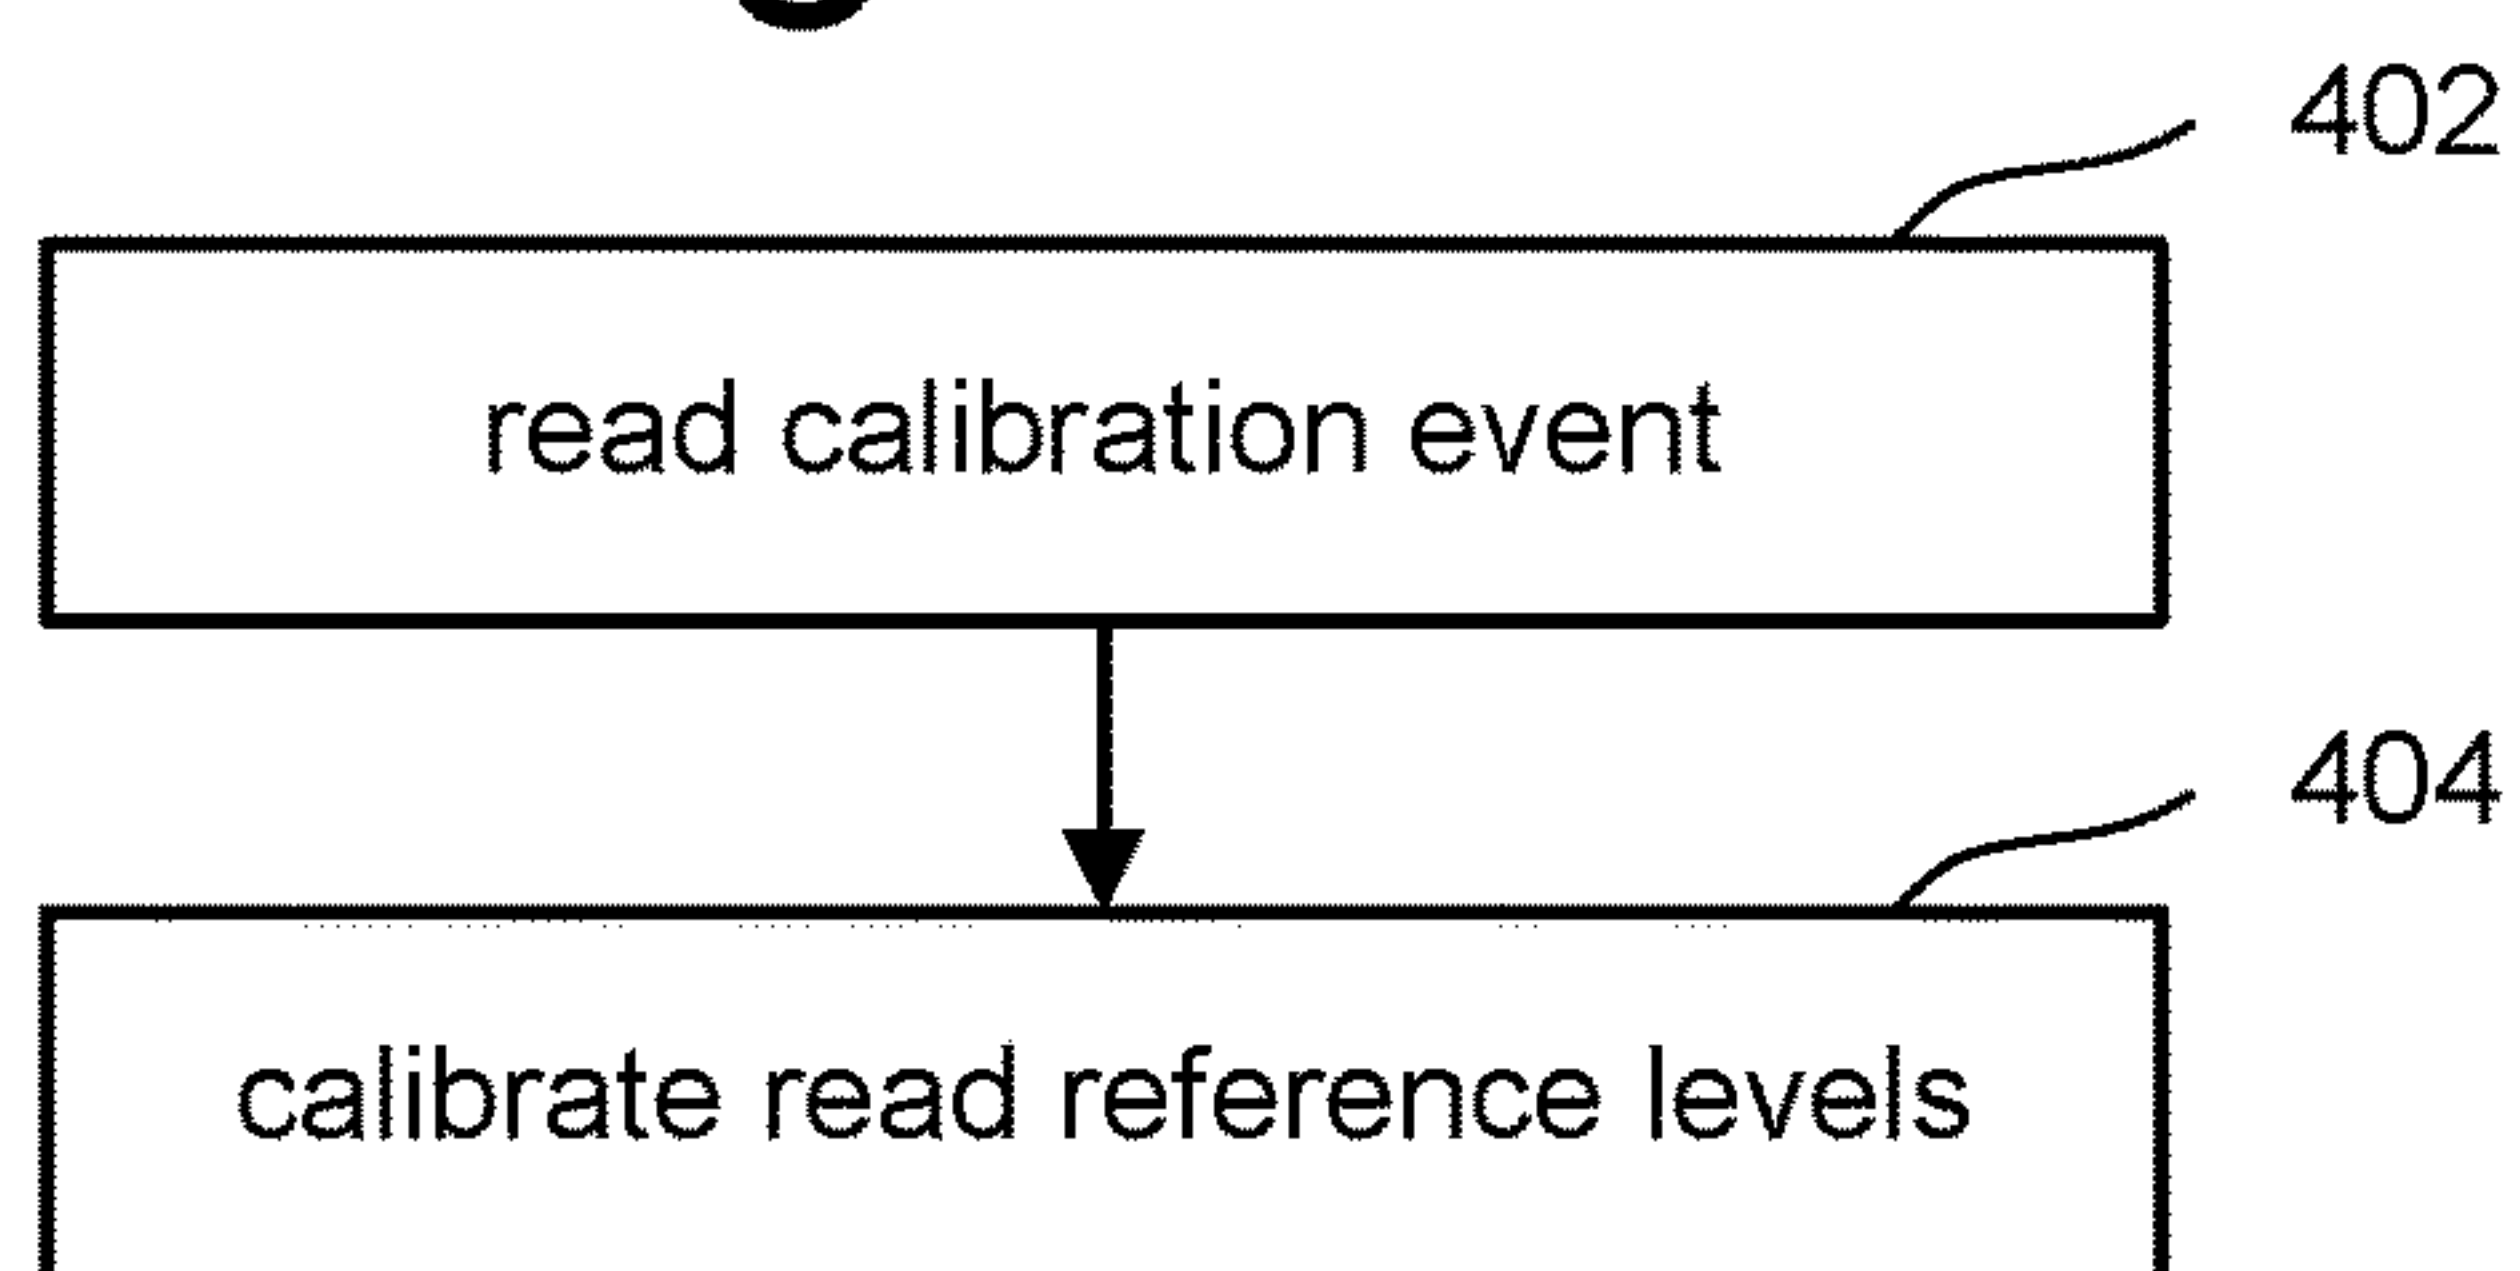 402
read calibration event
404
calibrate read reference levels